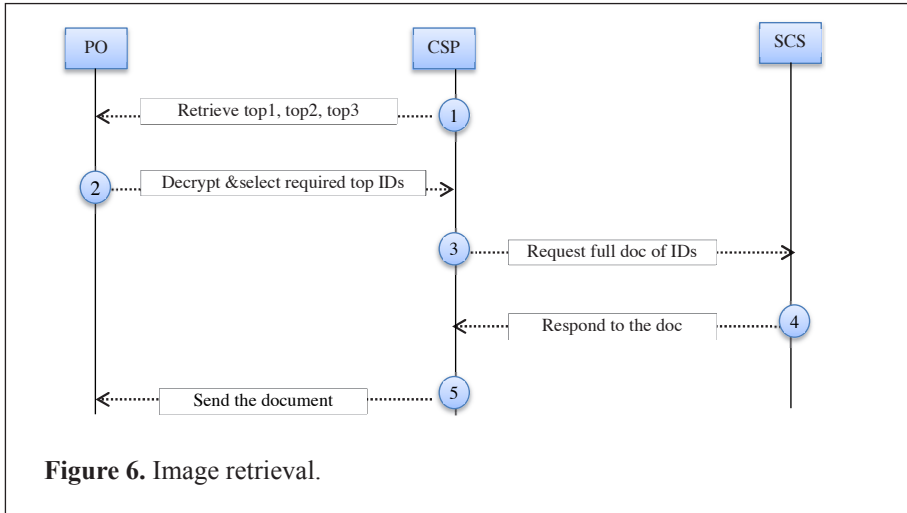 PO
CSP
SCS
Retrieve top1, top2, top3
1
2
Decrypt &select required top IDs
3
Request full doc of IDs
Respond to the doc
4
Send the document
5
Figure 6. Image retrieval.